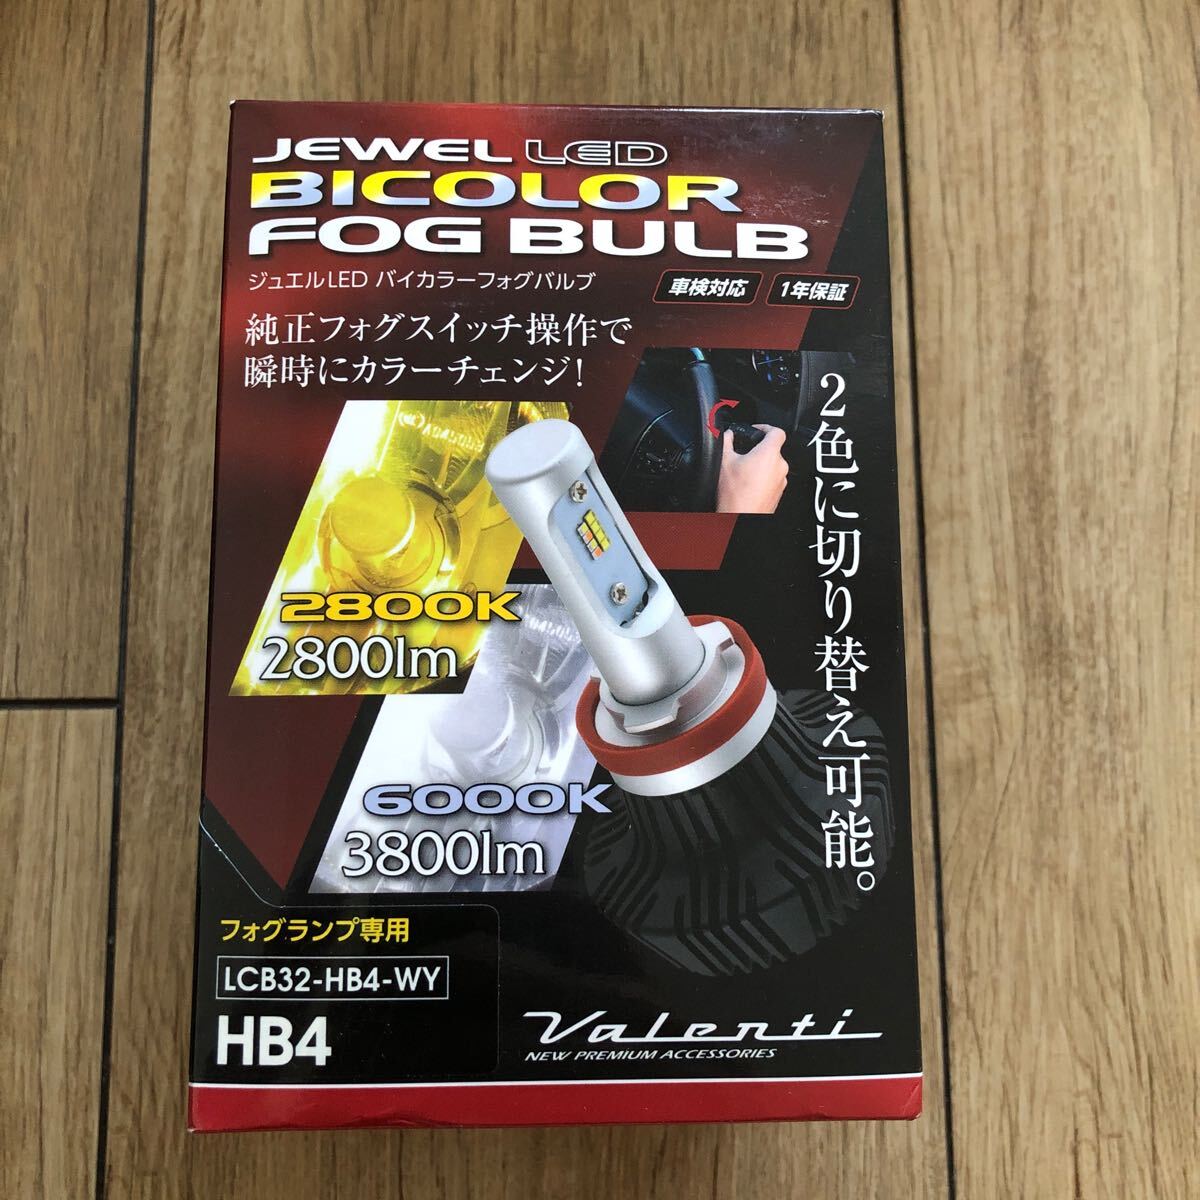 JEWEL LED
BICOLOR
FOG BULB
ジュエルLED バイカラーフォグバルブ
車検対応
1年保証
純正フォグスイッチ操作で
瞬時にカラーチェンジ!
2色に切り替え可能。
2800K
2800lm
6000K
3800lm
フォグランプ専用
LCB32-HB4-WY
HB4
Valenti
NEW PREMIUM ACCESSORIES